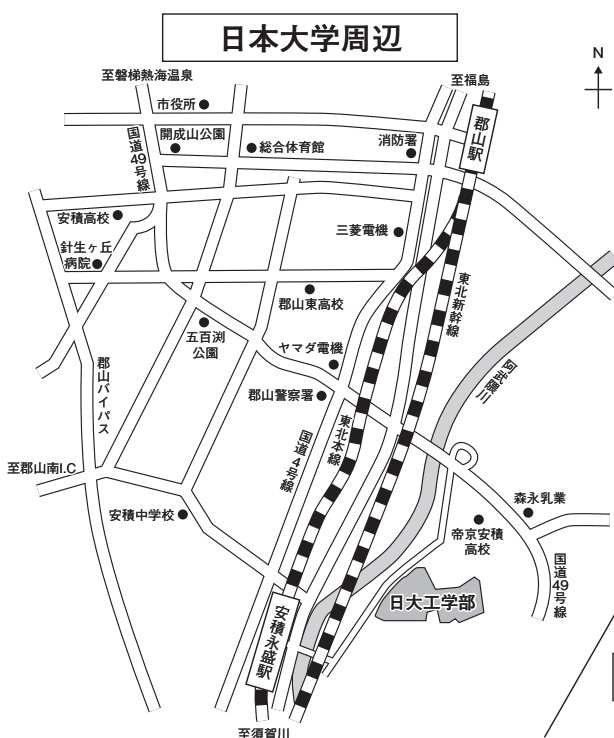 日本大学周辺
至磐梯熱海温泉
至福島
N
市役所
国道49号線
開成山公園
総合体育館
消防署
郡山駅
安積高校
三菱電機
針生ヶ丘
病院
東北新幹線
郡山東高校
五百渕
公園
ヤマダ電機
阿武隈川
郡山バイパス
郡山警察署
東北本線
国道4号線
至郡山南I.C
安積中学校
森永乳業
帝京安積
高校
国道49号線
日大工学部
安積永盛駅
至須賀川